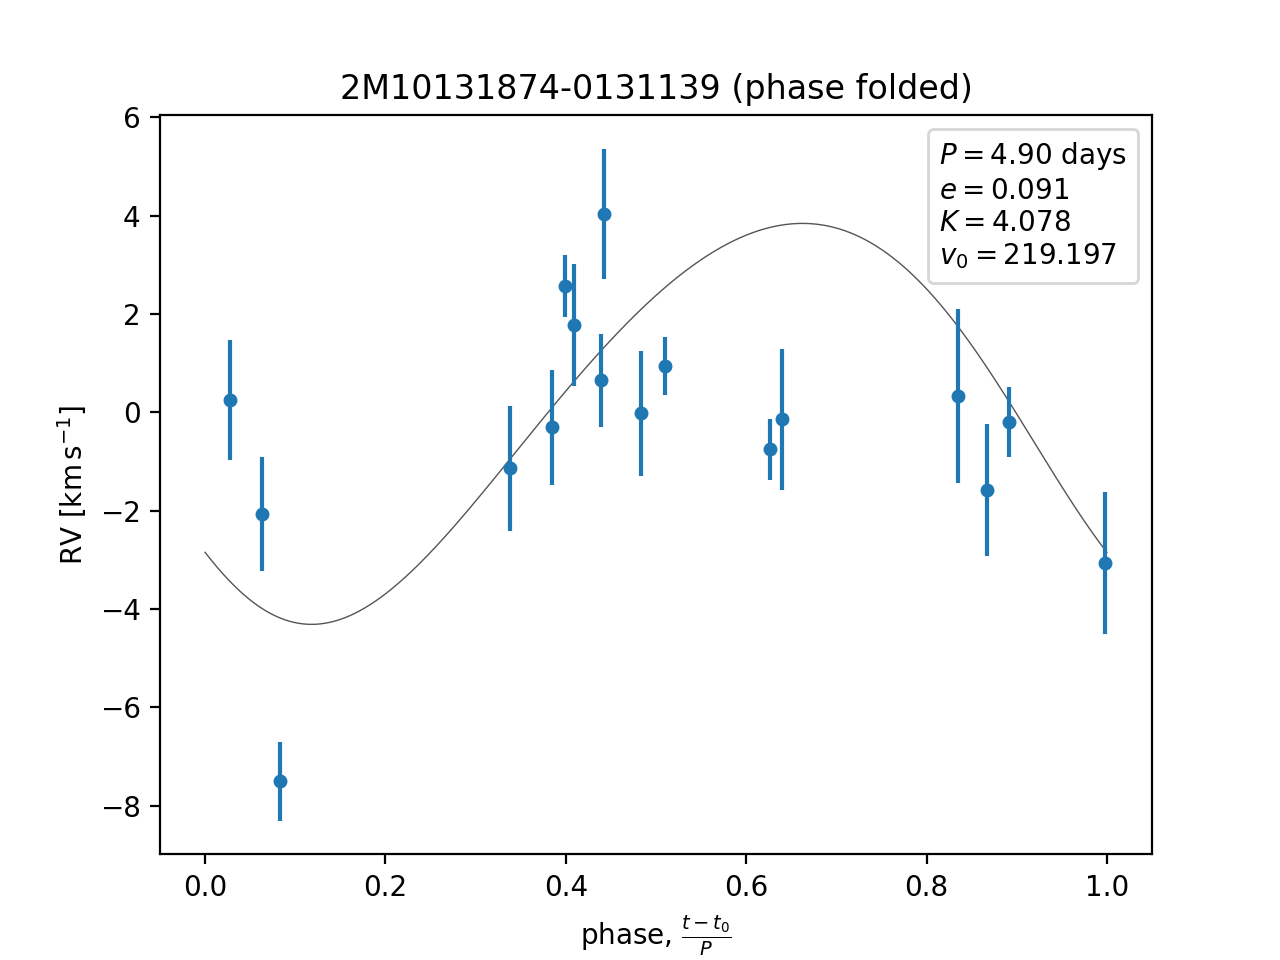 2M10131874-0131139 (phase folded)
P = 4.90 days
e = 0.091
K = 4.078
v₀ = 219.197
6
4
2
0
−2
−4
−6
−8
RV [km s⁻¹]
0.0 0.2 0.4 0.6 0.8 1.0
phase, (t − t₀)/P